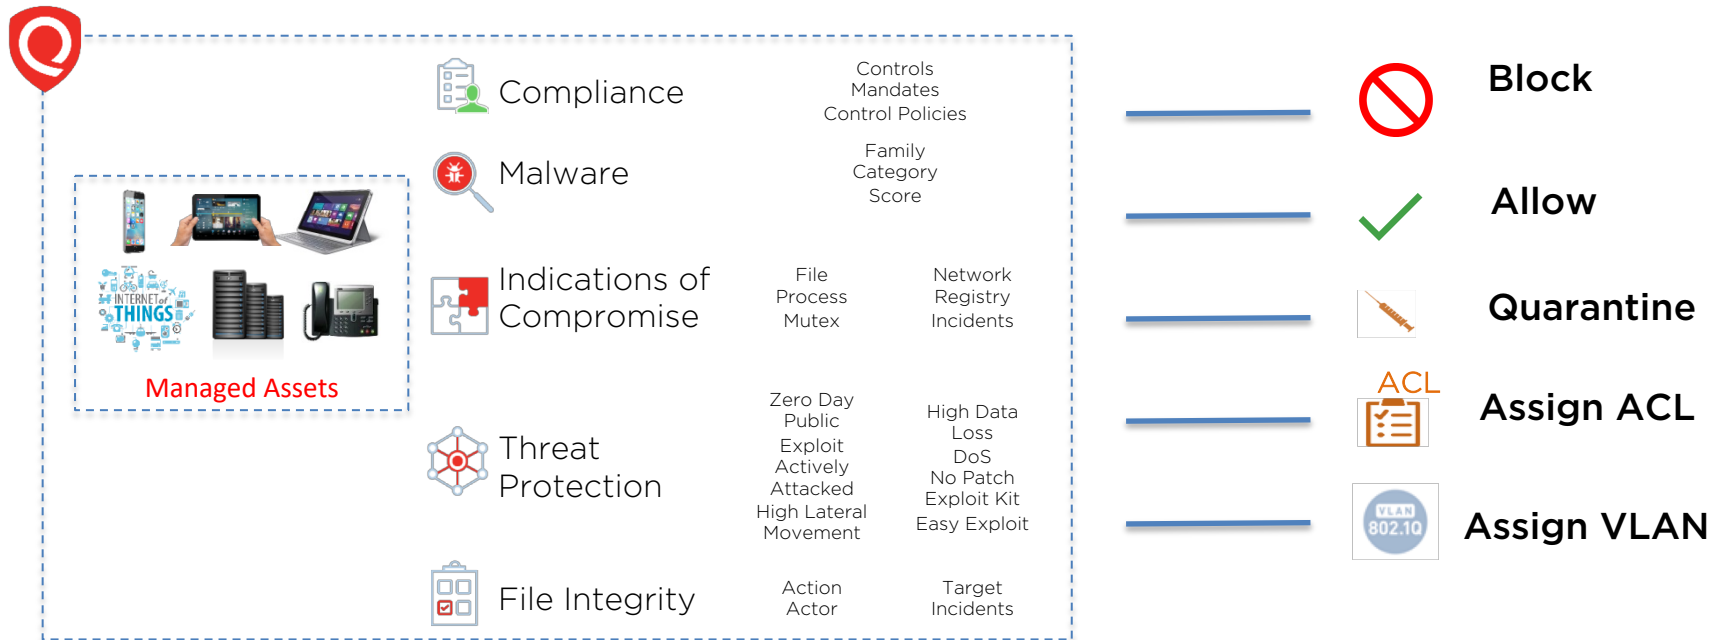 Compliance
Controls
Mandates
Control Policies
Malware
Family
Category
Score
INTERNET of
THINGS
Managed Assets
Indications of
Compromise
File
Process
Mutex
Network
Registry
Incidents
Threat
Protection
Zero Day
Public
Exploit
Actively
Attacked
High Lateral
Movement
High Data
Loss
DoS
No Patch
Exploit Kit
Easy Exploit
File Integrity
Action
Actor
Target
Incidents
Block
Allow
Quarantine
ACL
Assign ACL
VLAN
802.1Q
Assign VLAN